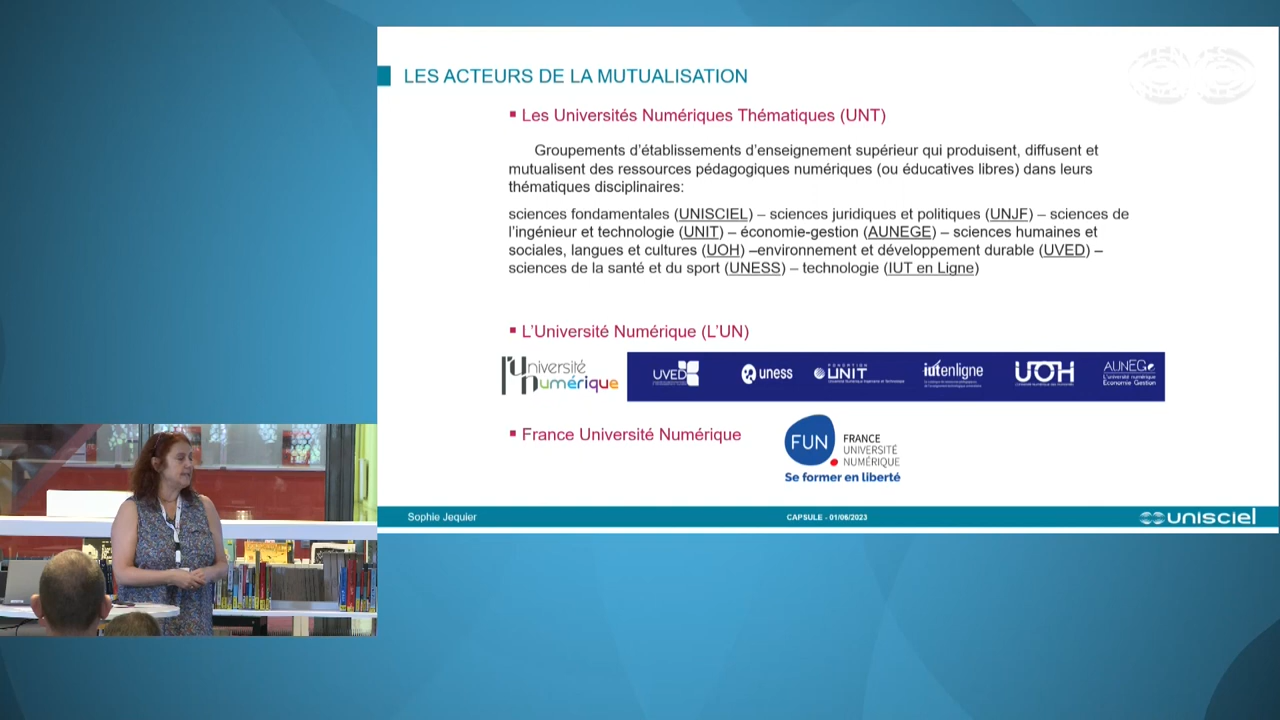 LES ACTEURS DE LA MUTUALISATION
▪ Les Universités Numériques Thématiques (UNT)
Groupements d'établissements d'enseignement supérieur qui produisent, diffusent et
mutualisent des ressources pédagogiques numériques (ou éducatives libres) dans leurs
thématiques disciplinaires:
sciences fondamentales (UNISCIEL) – sciences juridiques et politiques (UNJF) – sciences de
l'ingénieur et technologie (UNIT) – économie-gestion (AUNEGE) – sciences humaines et
sociales, langues et cultures (UOH) –environnement et développement durable (UVED) –
sciences de la santé et du sport (UNESS) – technologie (IUT en Ligne)
▪ L'Université Numérique (L'UN)
l'Université numérique
UVED
uness
FONDATION UNIT
iutenligne
UOH
AUNEGe
L'université numérique
Économie Gestion
▪ France Université Numérique
FUN
FRANCE
UNIVERSITÉ
NUMÉRIQUE
Se former en liberté
Sophie Jequier
CAPSULE - 01/06/2023
unisciel